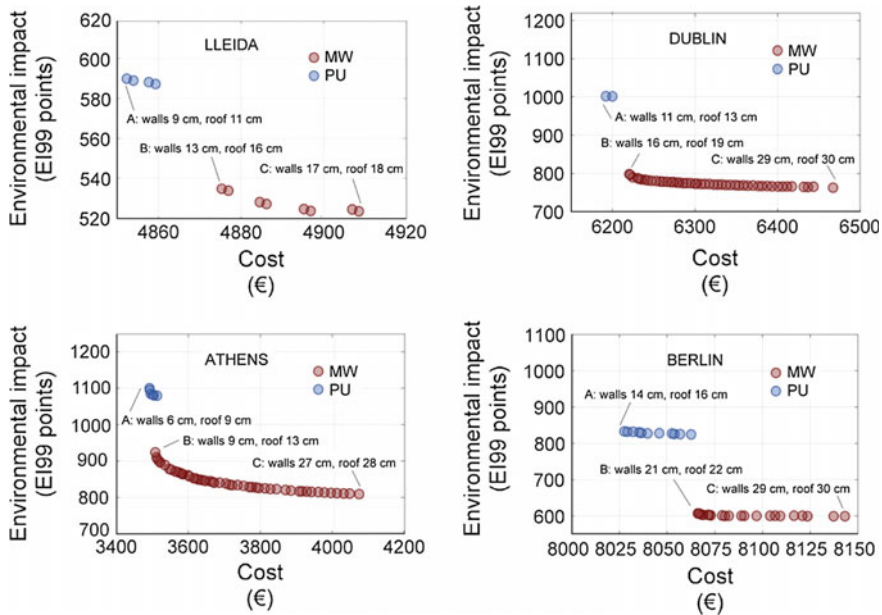 Environmental impact
(EI99 points)
620
600
580
560
540
520
LLEIDA
MW
PU
A: walls 9 cm, roof 11 cm
B: walls 13 cm, roof 16 cm
C: walls 17 cm, roof 18 cm
4860
4880
4900
4920
Cost
(€)
Environmental impact
(EI99 points)
1200
1100
1000
900
800
700
DUBLIN
MW
PU
A: walls 11 cm, roof 13 cm
B: walls 16 cm, roof 19 cm
C: walls 29 cm, roof 30 cm
6200
6300
6400
6500
Cost
(€)
Environmental impact
(EI99 points)
1200
1100
1000
900
800
700
ATHENS
MW
PU
A: walls 6 cm, roof 9 cm
B: walls 9 cm, roof 13 cm
C: walls 27 cm, roof 28 cm
3400
3600
3800
4000
4200
Cost
(€)
Environmental impact
(EI99 points)
1100
1000
900
800
700
600
BERLIN
MW
PU
A: walls 14 cm, roof 16 cm
B: walls 21 cm, roof 22 cm
C: walls 29 cm, roof 30 cm
8000
8025
8050
8075
8100
8125
8150
Cost
(€)